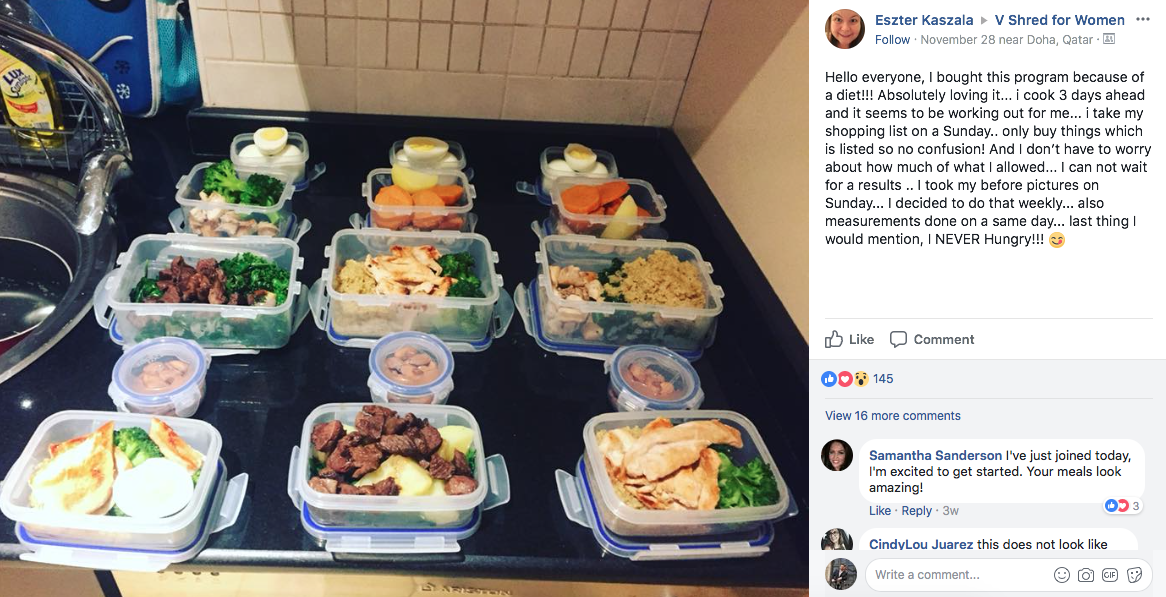 Lux
Eszter Kaszala ▸ V Shred for Women
Follow · November 28 near Doha, Qatar ·
Hello everyone, I bought this program because of
a diet!!! Absolutely loving it... i cook 3 days ahead
and it seems to be working out for me... i take my
shopping list on a Sunday.. only buy things which
is listed so no confusion! And I don't have to worry
about how much of what I allowed... I can not wait
for a results .. I took my before pictures on
Sunday... I decided to do that weekly... also
measurements done on a same day... last thing I
would mention, I NEVER Hungry!!! 😋
Like Comment
145
View 16 more comments
Samantha Sanderson I've just joined today,
I'm excited to get started. Your meals look
amazing!
Like · Reply · 3w
3
CindyLou Juarez this does not look like
Write a comment...
GIF
ARISTON